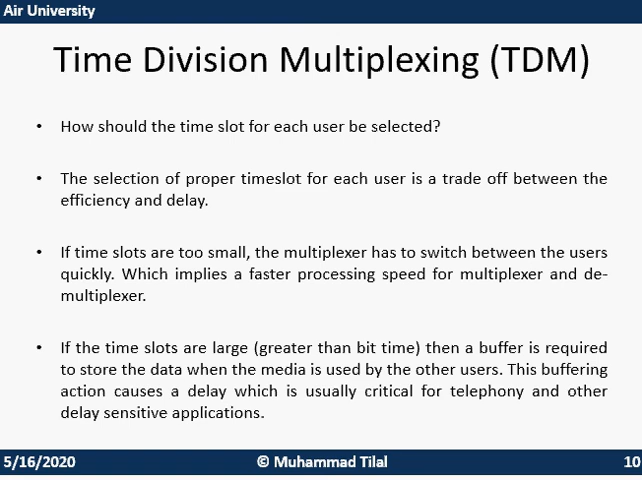 Air University
Time Division Multiplexing (TDM)
• How should the time slot for each user be selected?
• The selection of proper timeslot for each user is a trade off between the
efficiency and delay.
• If time slots are too small, the multiplexer has to switch between the users
quickly. Which implies a faster processing speed for multiplexer and de-
multiplexer.
• If the time slots are large (greater than bit time) then a buffer is required
to store the data when the media is used by the other users. This buffering
action causes a delay which is usually critical for telephony and other
delay sensitive applications.
5/16/2020 © Muhammad Tilal 10